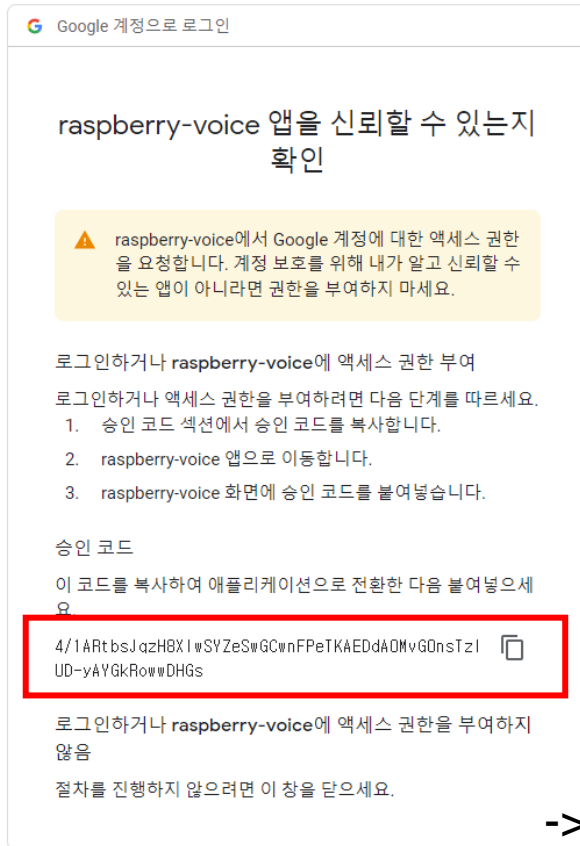 Google 계정으로 로그인
raspberry-voice 앱을 신뢰할 수 있는지
확인
raspberry-voice에서 Google 계정에 대한 액세스 권한
을 요청합니다. 계정 보호를 위해 내가 알고 신뢰할 수
있는 앱이 아니라면 권한을 부여하지 마세요.
로그인하거나 raspberry-voice에 액세스 권한 부여
로그인하거나 액세스 권한을 부여하려면 다음 단계를 따르세요.
1. 승인 코드 섹션에서 승인 코드를 복사합니다.
2. raspberry-voice 앱으로 이동합니다.
3. raspberry-voice 화면에 승인 코드를 붙여넣습니다.
승인 코드
이 코드를 복사하여 애플리케이션으로 전환한 다음 붙여넣으세
요.
4/1ARtbsJqzH8XIwSYZeSwGCwnFPeTKAEDdAOMvGOnsTzI
UD-yAYGkRowwDHGs
로그인하거나 raspberry-voice에 액세스 권한을 부여하지
않음
절차를 진행하지 않으려면 이 창을 닫으세요.
->